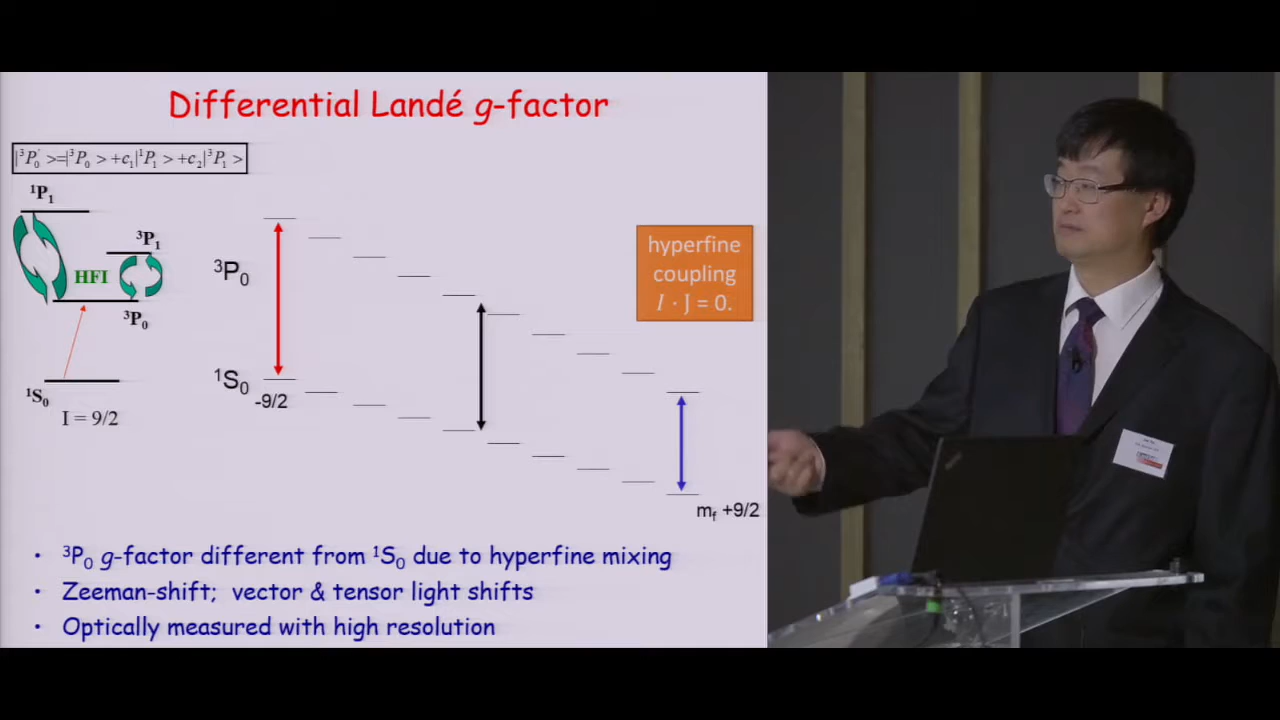 Differential Landé g-factor
|³P₀′ >=|³P₀ > +c₁|¹P₁ > +c₂|³P₁ >
¹P₁
³P₁
HFI
³P₀
¹S₀
I = 9/2
³P₀
¹S₀
-9/2
m_f +9/2
hyperfine
coupling
I · J = 0.
• ³P₀ g-factor different from ¹S₀ due to hyperfine mixing
• Zeeman-shift; vector & tensor light shifts
• Optically measured with high resolution